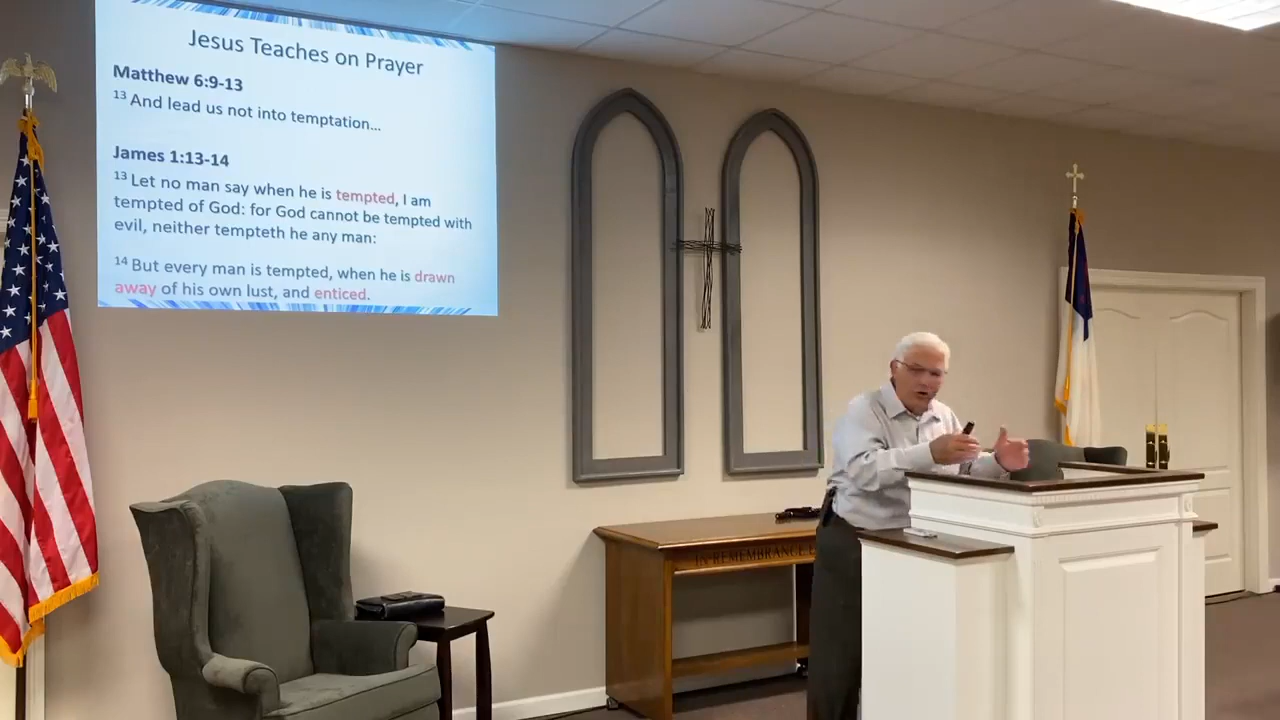 Jesus Teaches on Prayer
Matthew 6:9-13
13 And lead us not into temptation...
James 1:13-14
13 Let no man say when he is tempted, I am
tempted of God: for God cannot be tempted with
evil, neither tempteth he any man:
14 But every man is tempted, when he is drawn
away of his own lust, and enticed.
IN REMEMBRANCE